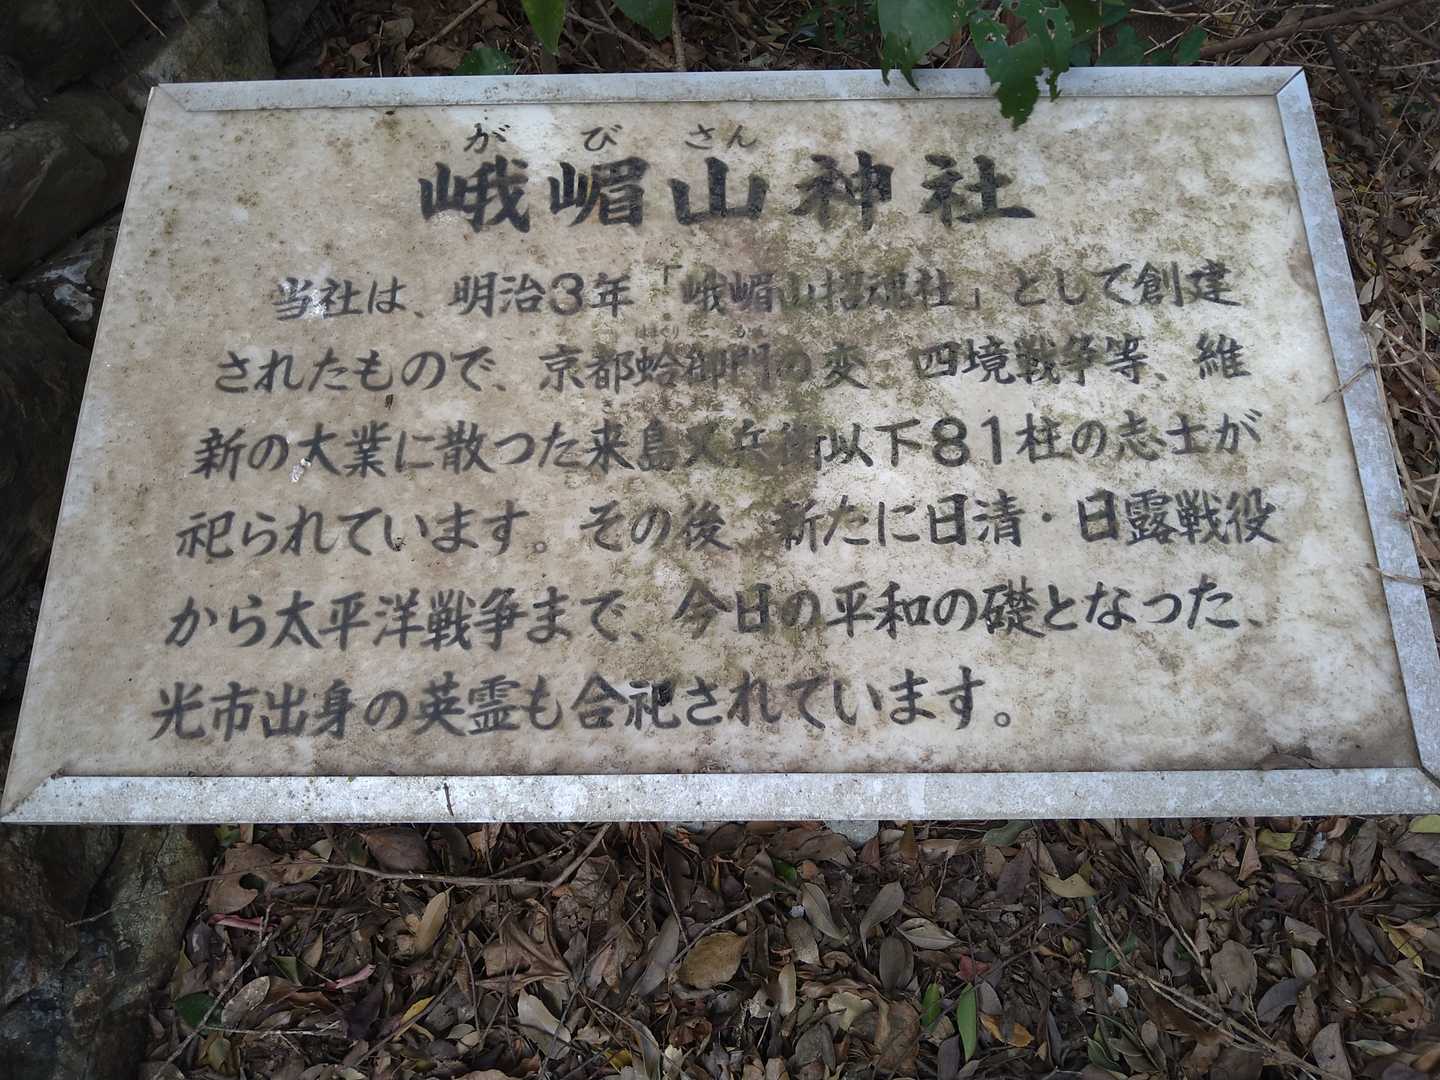 がびさん
峨嵋山神社
当社は、明治3年「峨嵋山招魂社」として創建
はまぐり もん
されたもので、京都蛤御門の変 四境戦争等、維
新の大業に散つた来島又兵衛以下81柱の志士が
祀られています。その後、新たに日清・日露戦役
から太平洋戦争まで、今日の平和の礎となった、
光市出身の英霊も合祀されています。